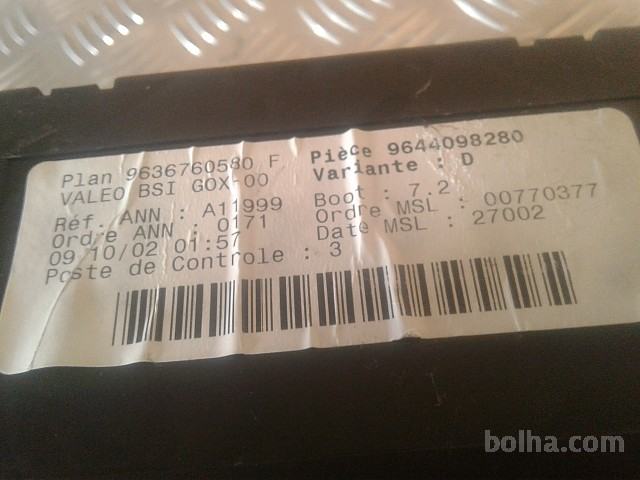 Plan 9636760580 F Pièce 9644098280
VALEO BSI GOX-00 Variante : D
Réf. ANN : A11999 Boot : 7.2
Ordre ANN : 0171 Ordre MSL : 00770377
09/10/02 01:57 Date MSL : 27002
Poste de Controle : 3
bolha.com